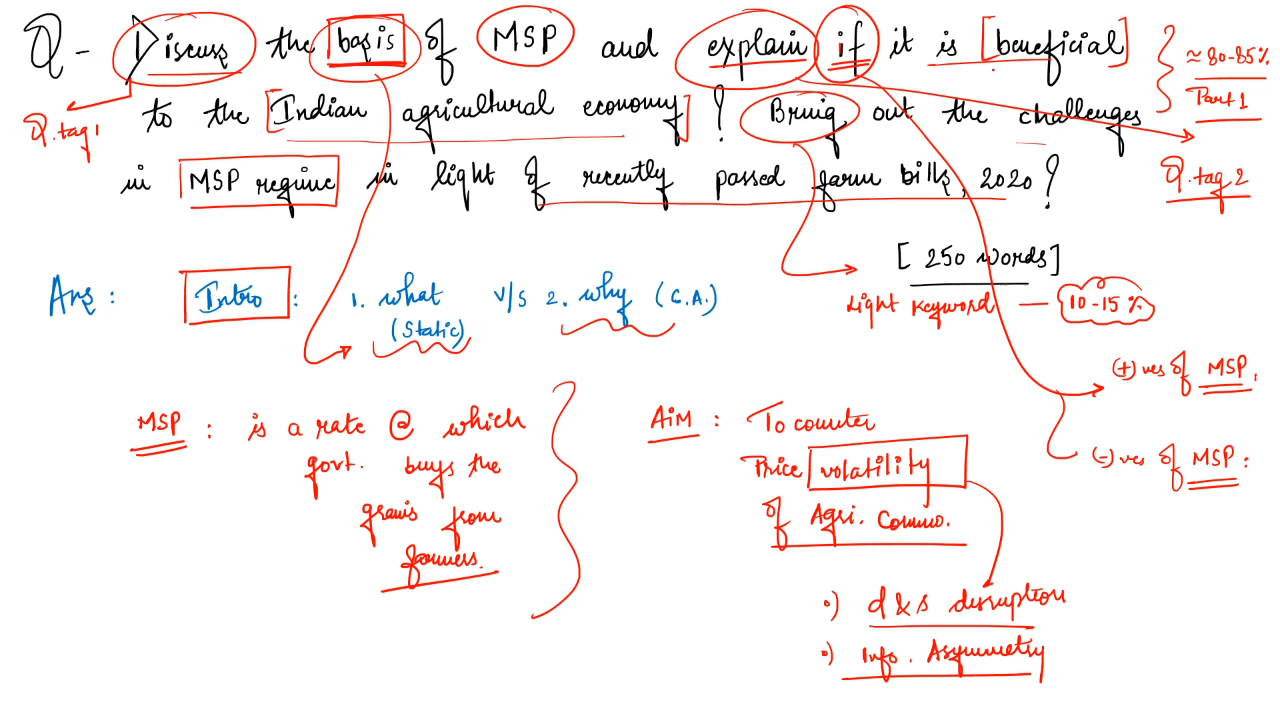 Q - Discuss the basis of MSP and explain if it is [beneficial]
to the [Indian agricultural economy] ? Bring out the challenges
in MSP regime in light of recently passed farm bills, 2020 ?
≈ 80-85%
Part 1
Q. tag 1
Q. tag 2
[ 250 words ]
Light Keyword — 10-15 %
Ans : Intro : 1. what v/s 2. why (C.A.)
(Static)
(+) ves of MSP.
(-) ves of MSP :
MSP : is a rate @ which
govt. buys the
grains from
farmers.
AiM : To counter
Price volatility
of Agri. Commo.
•) d & s disruption
•) Info. Asymmetry